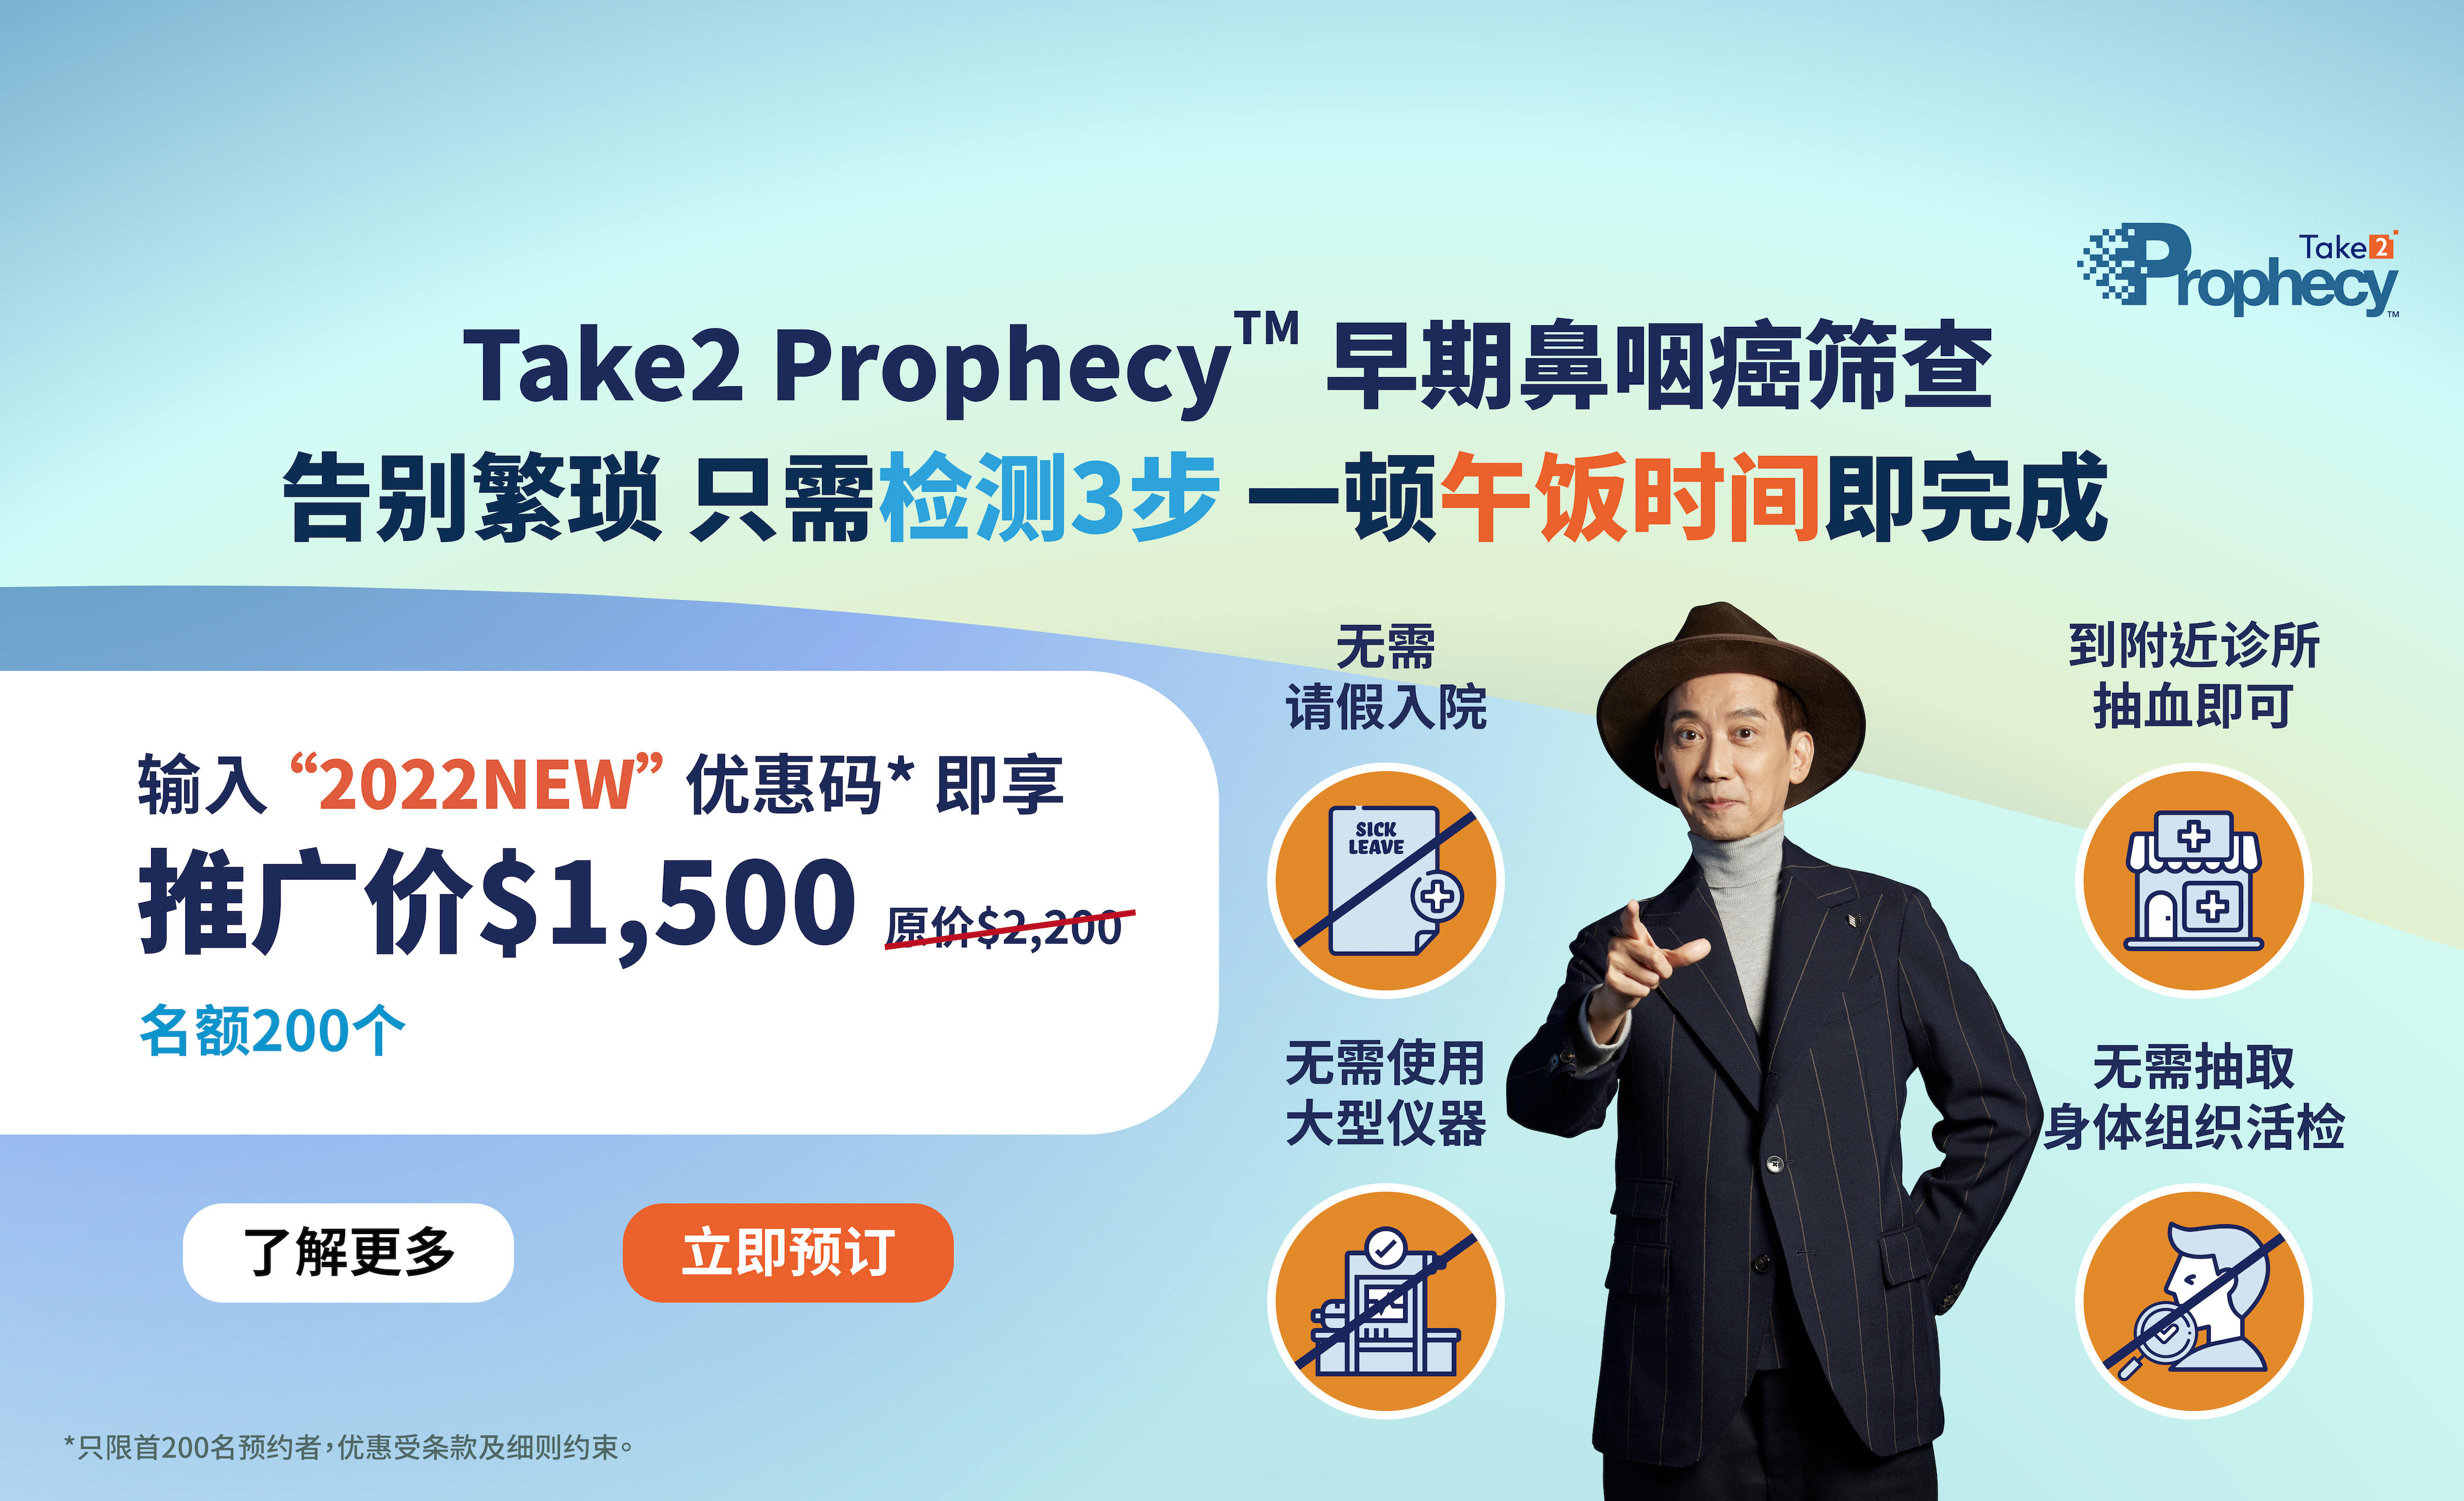 Take2
Prophecy™
Take2 Prophecy™ 早期鼻咽癌筛查
告别繁琐 只需检测3步 一顿午饭时间即完成
输入 “2022NEW” 优惠码* 即享
推广价$1,500 原价$2,200
名额200个
了解更多
立即预订
无需
请假入院
SICK
LEAVE
到附近诊所
抽血即可
无需使用
大型仪器
无需抽取
身体组织活检
*只限首200名预约者，优惠受条款及细则约束。